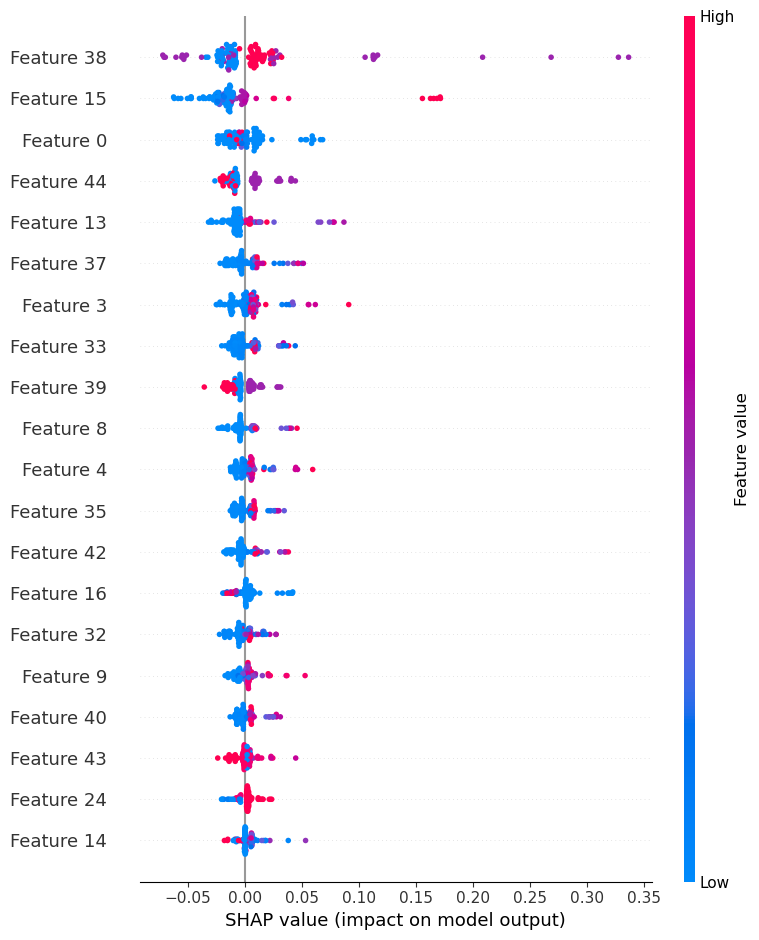 High
Feature 38
Feature 15
Feature 0
Feature 44
Feature 13
Feature 37
Feature 3
Feature 33
Feature 39
Feature 8
Feature 4
Feature 35
Feature 42
Feature 16
Feature 32
Feature 9
Feature 40
Feature 43
Feature 24
Feature 14
Feature value
Low
−0.05 0.00 0.05 0.10 0.15 0.20 0.25 0.30 0.35
SHAP value (impact on model output)